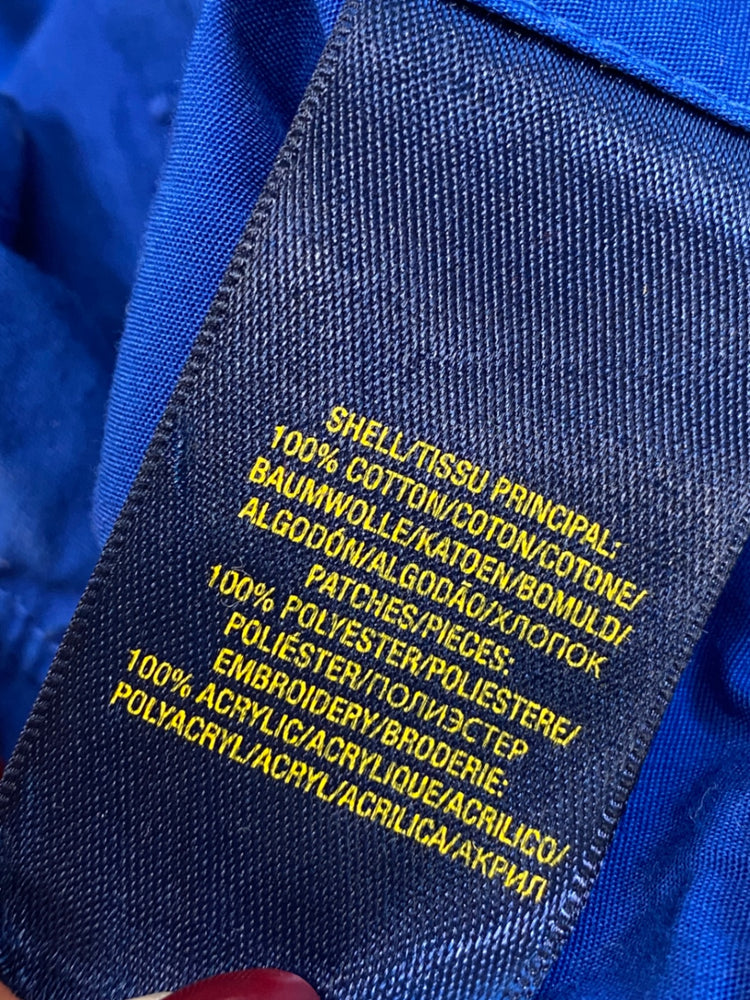 SHELL/TISSU PRINCIPAL:
100% COTTON/COTON/COTONE/
BAUMWOLLE/KATOEN/BOMULD/
ALGODÓN/ALGODÃO/ХЛОПОК
PATCHES/PIECES:
100% POLYESTER/POLIESTERE/
POLIÉSTER/ПОЛИЭСТЕР
EMBROIDERY/BRODERIE:
100% ACRYLIC/ACRYLIQUE/ACRILICO/
POLYACRYL/ACRYL/ACRILICA/АКРИЛ